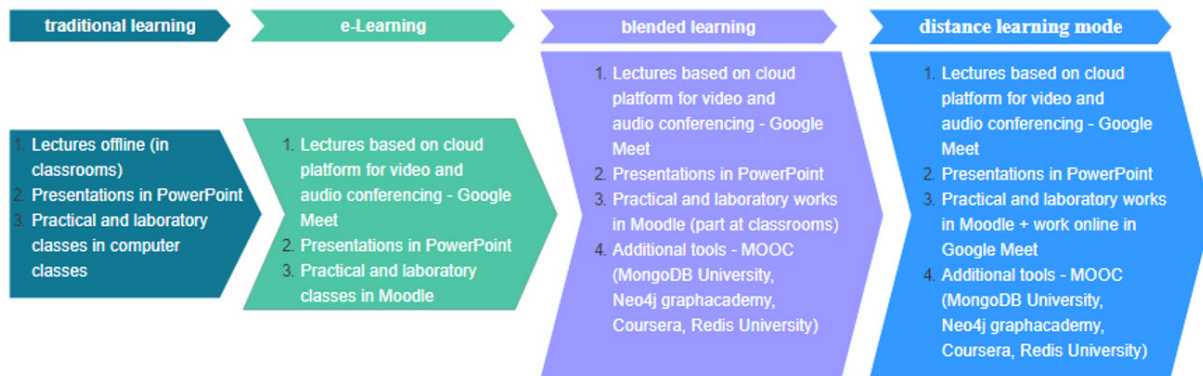 traditional learning
e-Learning
blended learning
distance learning mode
1. Lectures offline (in
classrooms)
2. Presentations in PowerPoint
3. Practical and laboratory
classes in computer
classes
1. Lectures based on cloud
platform for video and
audio conferencing - Google
Meet
2. Presentations in PowerPoint
3. Practical and laboratory
classes in Moodle
1. Lectures based on cloud
platform for video and
audio conferencing - Google
Meet
2. Presentations in PowerPoint
3. Practical and laboratory works
in Moodle (part at classrooms)
4. Additional tools - MOOC
(MongoDB University,
Neo4j graphacademy,
Coursera, Redis University)
1. Lectures based on cloud
platform for video and
audio conferencing - Google
Meet
2. Presentations in PowerPoint
3. Practical and laboratory works
in Moodle + work online in
Google Meet
4. Additional tools - MOOC
(MongoDB University,
Neo4j graphacademy,
Coursera, Redis University)